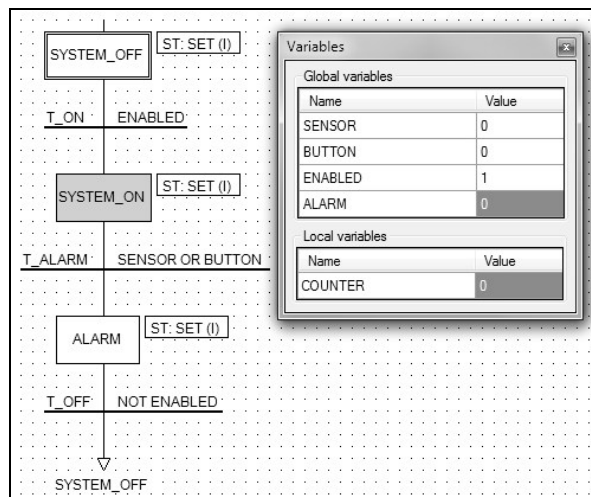 SYSTEM_OFF
ST: SET (I)
T_ON ENABLED
SYSTEM_ON
ST: SET (I)
T_ALARM SENSOR OR BUTTON
ALARM
ST: SET (I)
T_OFF NOT ENABLED
SYSTEM_OFF
Variables x
Global variables
Name Value
SENSOR 0
BUTTON 0
ENABLED 1
ALARM 0
Local variables
Name Value
COUNTER 0